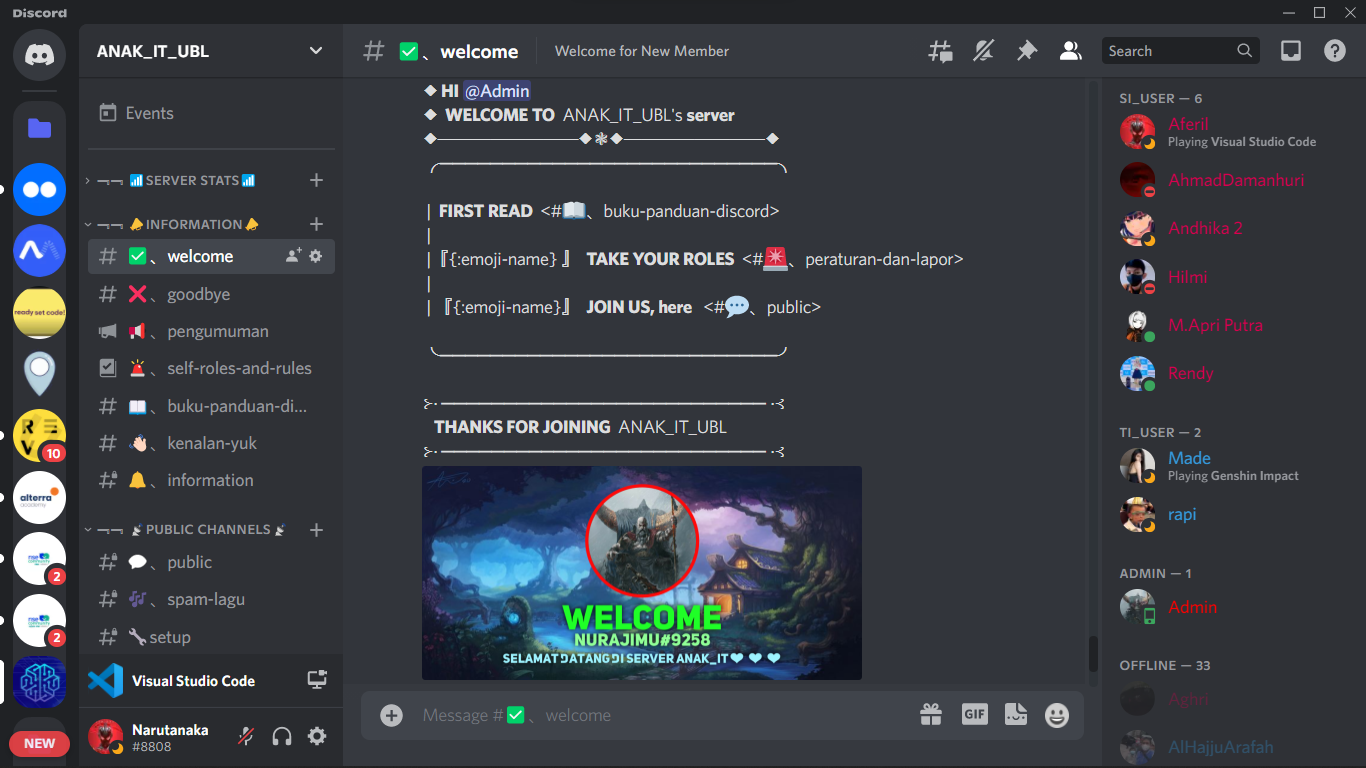 Discord
ANAK_IT_UBL
Events
SERVER STATS
INFORMATION
# ✅、welcome
# ❌、goodbye
📢、pengumuman
🚨、self-roles-and-rules
# 📖、buku-panduan-di...
# 👋🏻、kenalan-yuk
# 🔔、information
PUBLIC CHANNELS
# 💬、public
# 🎶、spam-lagu
# 🔧setup
Visual Studio Code
Narutanaka
#8808
ready set code!
REV
10
alterra
academy
2
2
NEW
# ✅、welcome
Welcome for New Member
Search
◆ HI @Admin
◆ WELCOME TO ANAK_IT_UBL's server
| FIRST READ <#📖、buku-panduan-discord>
|
|『{:emoji-name} 』 TAKE YOUR ROLES <#🚨、peraturan-dan-lapor>
|
|『{:emoji-name}』 JOIN US, here <#💬、public>
THANKS FOR JOINING ANAK_IT_UBL
WELCOME
NURAJIMU#9258
SELAMAT DATANG DI SERVER ANAK_IT ❤ ❤ ❤
Message #✅、welcome
GIF
SI_USER — 6
Aferil
Playing Visual Studio Code
AhmadDamanhuri
Andhika 2
Hilmi
M.Apri Putra
Rendy
TI_USER — 2
Made
Playing Genshin Impact
rapi
ADMIN — 1
Admin
OFFLINE — 33
Aghri
AlHajjuArafah